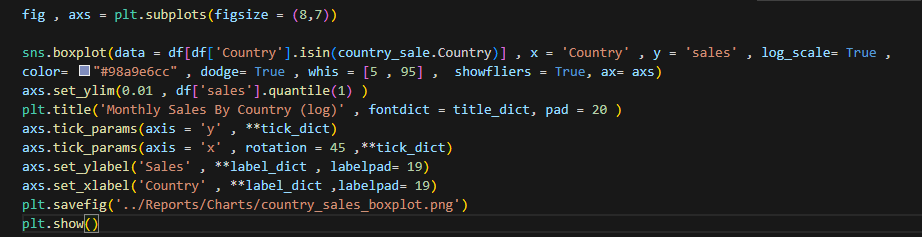 fig , axs = plt.subplots(figsize = (8,7))
sns.boxplot(data = df[df['Country'].isin(country_sale.Country)] , x = 'Country' , y = 'sales' , log_scale= True ,
color= "#98a9e6cc" , dodge= True , whis = [5 , 95] ,  showfliers = True, ax= axs)
axs.set_ylim(0.01 , df['sales'].quantile(1) )
plt.title('Monthly Sales By Country (log)' , fontdict = title_dict, pad = 20 )
axs.tick_params(axis = 'y' , **tick_dict)
axs.tick_params(axis = 'x' , rotation = 45 ,**tick_dict)
axs.set_ylabel('Sales' , **label_dict , labelpad= 19)
axs.set_xlabel('Country' , **label_dict ,labelpad= 19)
plt.savefig('../Reports/Charts/country_sales_boxplot.png')
plt.show()